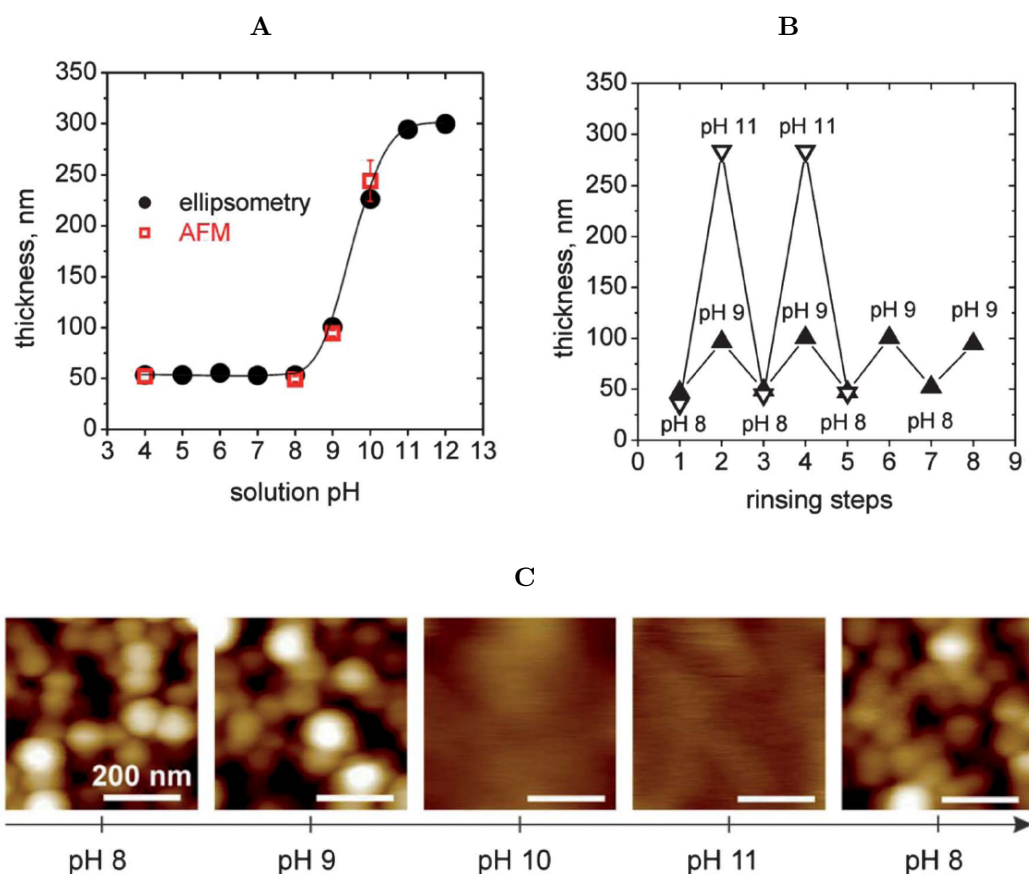 A
B
thickness, nm
350
300
250
200
150
100
50
0
ellipsometry
AFM
3 4 5 6 7 8 9 10 11 12 13
solution pH
thickness, nm
350
300
250
200
150
100
50
0
pH 11 pH 11
pH 9 pH 9 pH 9 pH 9
pH 8 pH 8 pH 8 pH 8
0 1 2 3 4 5 6 7 8 9
rinsing steps
C
200 nm
pH 8 pH 9 pH 10 pH 11 pH 8